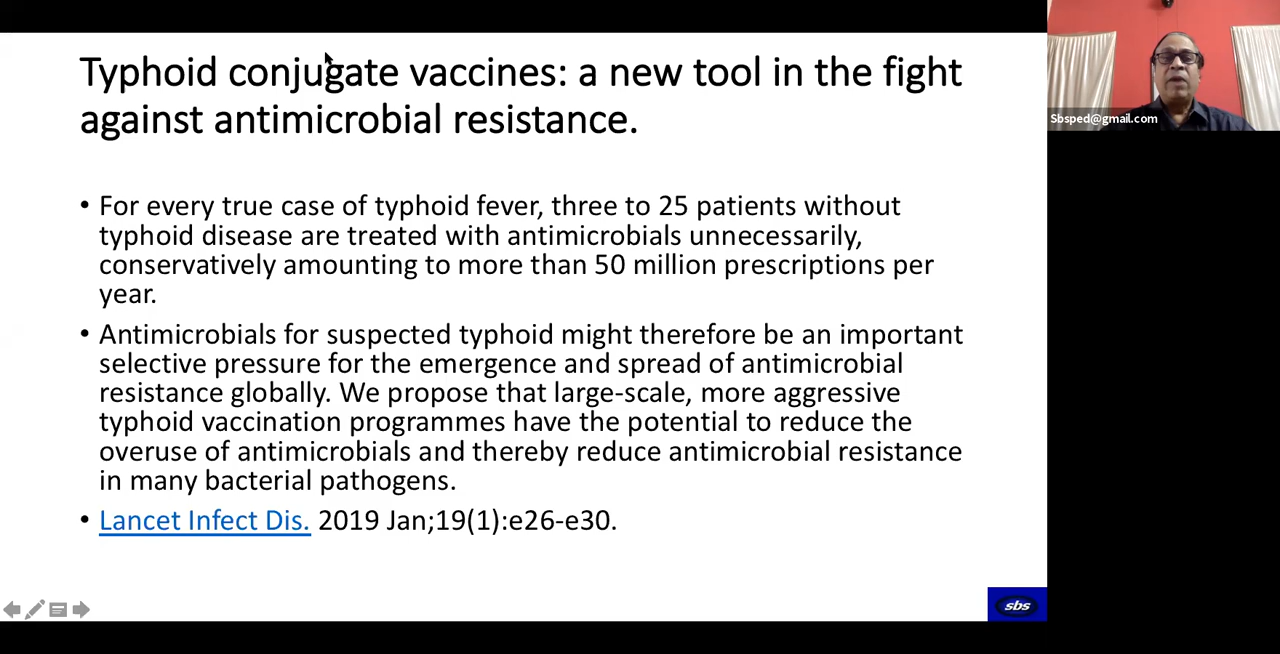 Typhoid conjugate vaccines: a new tool in the fight
against antimicrobial resistance.
• For every true case of typhoid fever, three to 25 patients without
typhoid disease are treated with antimicrobials unnecessarily,
conservatively amounting to more than 50 million prescriptions per
year.
• Antimicrobials for suspected typhoid might therefore be an important
selective pressure for the emergence and spread of antimicrobial
resistance globally. We propose that large-scale, more aggressive
typhoid vaccination programmes have the potential to reduce the
overuse of antimicrobials and thereby reduce antimicrobial resistance
in many bacterial pathogens.
• Lancet Infect Dis. 2019 Jan;19(1):e26-e30.
sbs
Sbsped@gmail.com